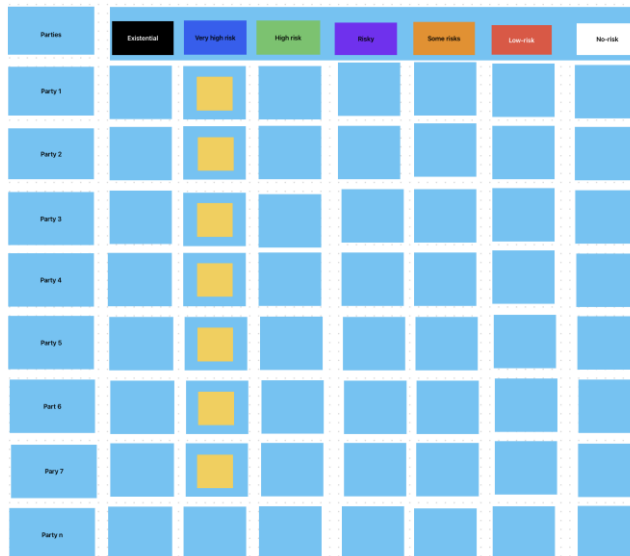 Parties
Existential
Very high risk
High risk
Risky
Some risks
Low-risk
No-risk
Party 1
Party 2
Party 3
Party 4
Party 5
Part 6
Pary 7
Party n